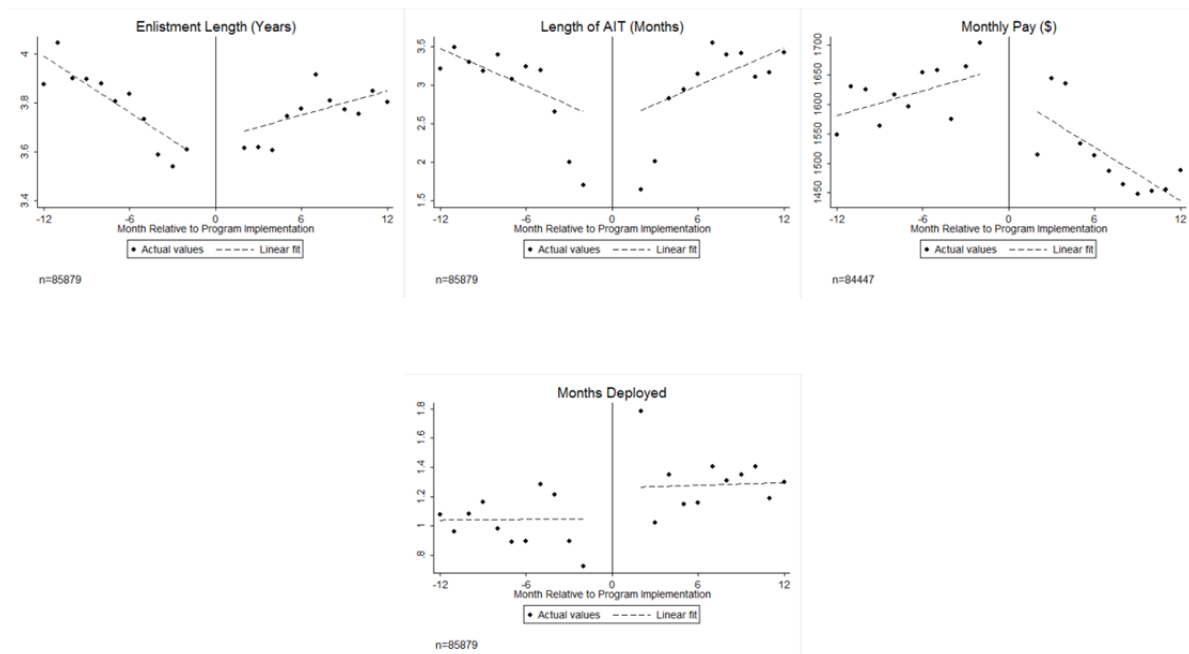 Enlistment Length (Years)
4
3.8
3.6
3.4
-12 -6 0 6 12
Month Relative to Program Implementation
Actual values Linear fit
n=85879
Length of AIT (Months)
3.5
3
2.5
2
1.5
-12 -6 0 6 12
Month Relative to Program Implementation
Actual values Linear fit
n=85879
Monthly Pay ($)
1700
1650
1600
1550
1500
1450
-12 -6 0 6 12
Month Relative to Program Implementation
Actual values Linear fit
n=84447
Months Deployed
1.8
1.6
1.4
1.2
1
.8
-12 -6 0 6 12
Month Relative to Program Implementation
Actual values Linear fit
n=85879